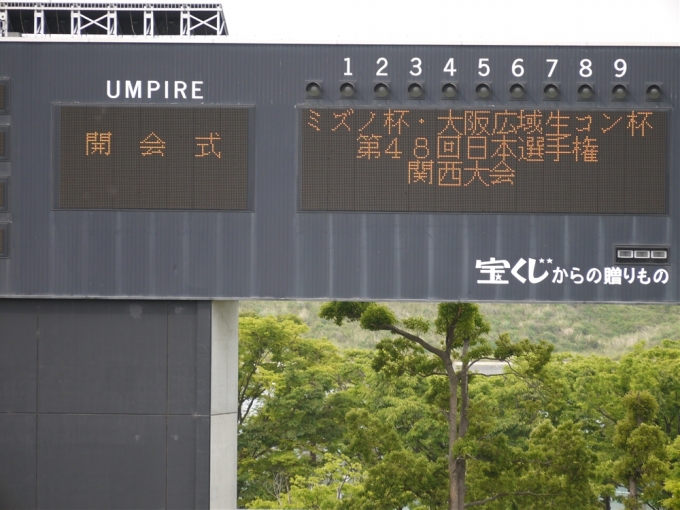 UMPIRE
1 2 3 4 5 6 7 8 9
開会式
ミズノ杯・大阪広域生コン杯
第48回日本選手権
関西大会
宝くじからの贈りもの